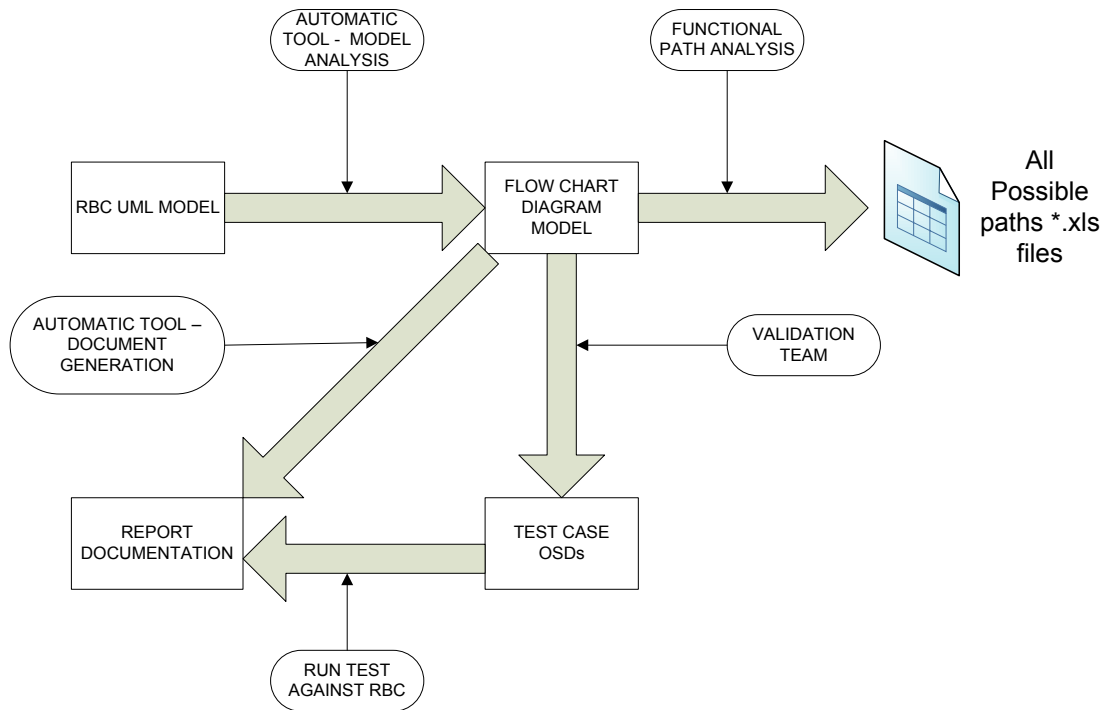 AUTOMATIC
TOOL - MODEL
ANALYSIS
FUNCTIONAL
PATH ANALYSIS
RBC UML MODEL
FLOW CHART
DIAGRAM
MODEL
All
Possible
paths *.xls
files
AUTOMATIC TOOL –
DOCUMENT
GENERATION
VALIDATION
TEAM
REPORT
DOCUMENTATION
TEST CASE
OSDs
RUN TEST
AGAINST RBC